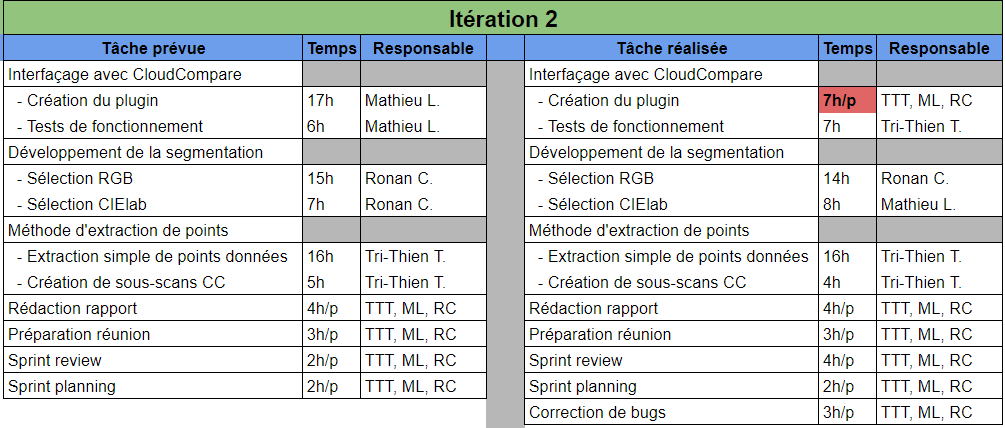 Itération 2
Tâche prévue Temps Responsable Tâche réalisée Temps Responsable
Interfaçage avec CloudCompare Interfaçage avec CloudCompare
- Création du plugin 17h Mathieu L. - Création du plugin 7h/p TTT, ML, RC
- Tests de fonctionnement 6h Mathieu L. - Tests de fonctionnement 7h Tri-Thien T.
Développement de la segmentation Développement de la segmentation
- Sélection RGB 15h Ronan C. - Sélection RGB 14h Ronan C.
- Sélection CIElab 7h Ronan C. - Sélection CIElab 8h Mathieu L.
Méthode d'extraction de points Méthode d'extraction de points
- Extraction simple de points données 16h Tri-Thien T. - Extraction simple de points données 16h Tri-Thien T.
- Création de sous-scans CC 5h Tri-Thien T. - Création de sous-scans CC 4h Tri-Thien T.
Rédaction rapport 4h/p TTT, ML, RC Rédaction rapport 4h/p TTT, ML, RC
Préparation réunion 3h/p TTT, ML, RC Préparation réunion 3h/p TTT, ML, RC
Sprint review 2h/p TTT, ML, RC Sprint review 4h/p TTT, ML, RC
Sprint planning 2h/p TTT, ML, RC Sprint planning 2h/p TTT, ML, RC
Correction de bugs 3h/p TTT, ML, RC